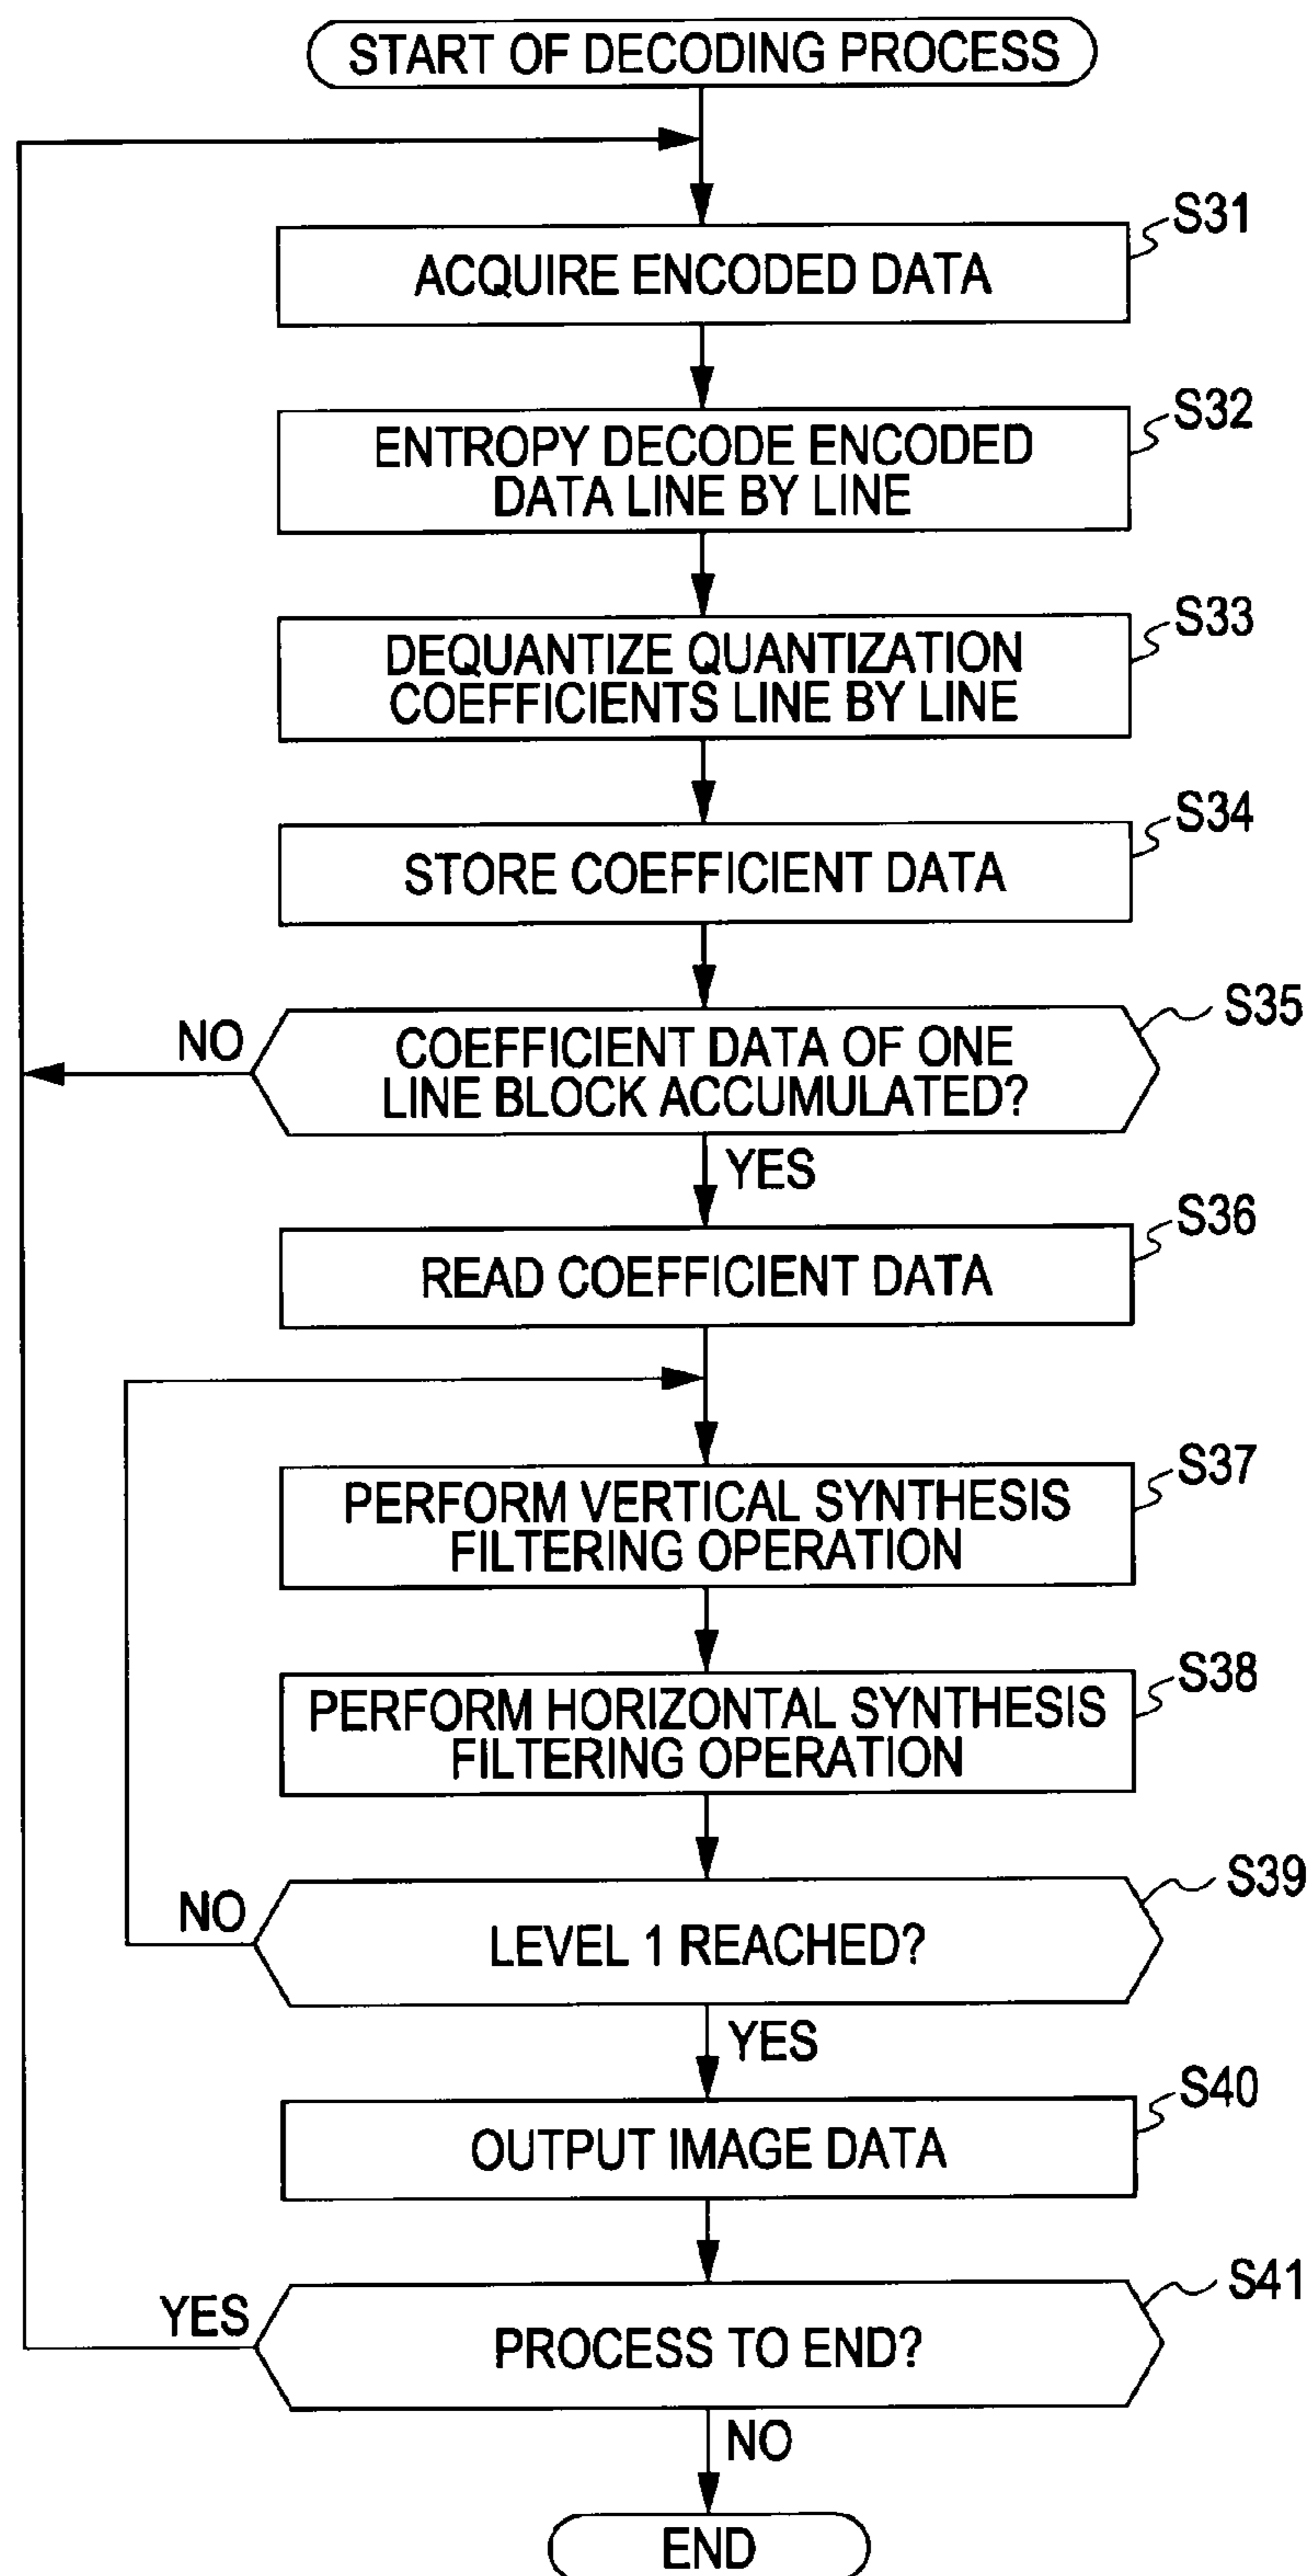 START OF DECODING PROCESS
S31
ACQUIRE ENCODED DATA
S32
ENTROPY DECODE ENCODED
DATA LINE BY LINE
S33
DEQUANTIZE QUANTIZATION
COEFFICIENTS LINE BY LINE
S34
STORE COEFFICIENT DATA
S35
NO
COEFFICIENT DATA OF ONE
LINE BLOCK ACCUMULATED?
YES
S36
READ COEFFICIENT DATA
S37
PERFORM VERTICAL SYNTHESIS
FILTERING OPERATION
S38
PERFORM HORIZONTAL SYNTHESIS
FILTERING OPERATION
S39
NO
LEVEL 1 REACHED?
YES
S40
OUTPUT IMAGE DATA
S41
YES
PROCESS TO END?
NO
END